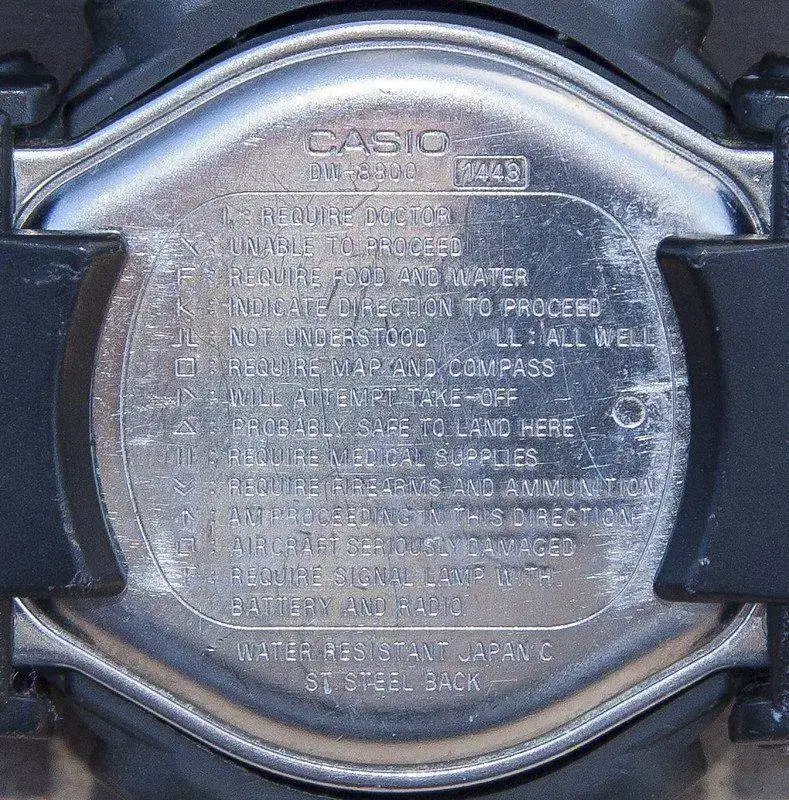 CASIO
DW-8800 1443
I : REQUIRE DOCTOR
X : UNABLE TO PROCEED
F : REQUIRE FOOD AND WATER
K : INDICATE DIRECTION TO PROCEED
⅃L : NOT UNDERSTOOD LL : ALL WELL
□ : REQUIRE MAP AND COMPASS
: WILL ATTEMPT TAKE-OFF
: PROBABLY SAFE TO LAND HERE
II : REQUIRE MEDICAL SUPPLIES
: REQUIRE FIREARMS AND AMMUNITION
↑ : AM PROCEEDING IN THIS DIRECTION
: AIRCRAFT SERIOUSLY DAMAGED
: REQUIRE SIGNAL LAMP WITH
BATTERY AND RADIO
WATER RESISTANT JAPAN C
ST. STEEL BACK